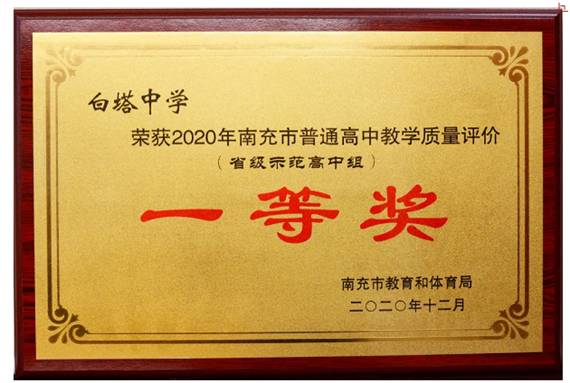 白塔中学
荣获2020年南充市普通高中教学质量评价
（省级示范高中组）
一等奖
南充市教育和体育局
二〇二〇年十二月